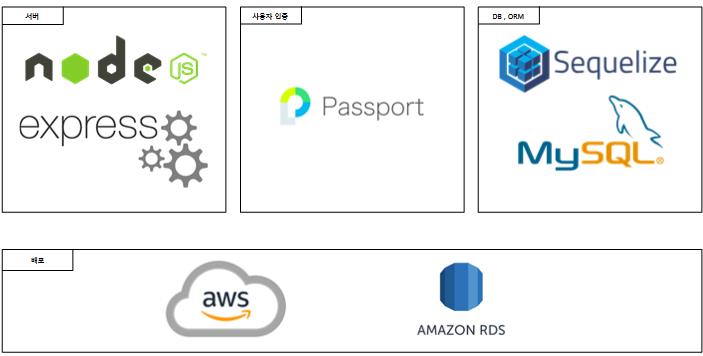 서버
node
JS
™
express
사용자 인증
Passport
DB , ORM
Sequelize
MySQL®
배포
aws
AMAZON RDS